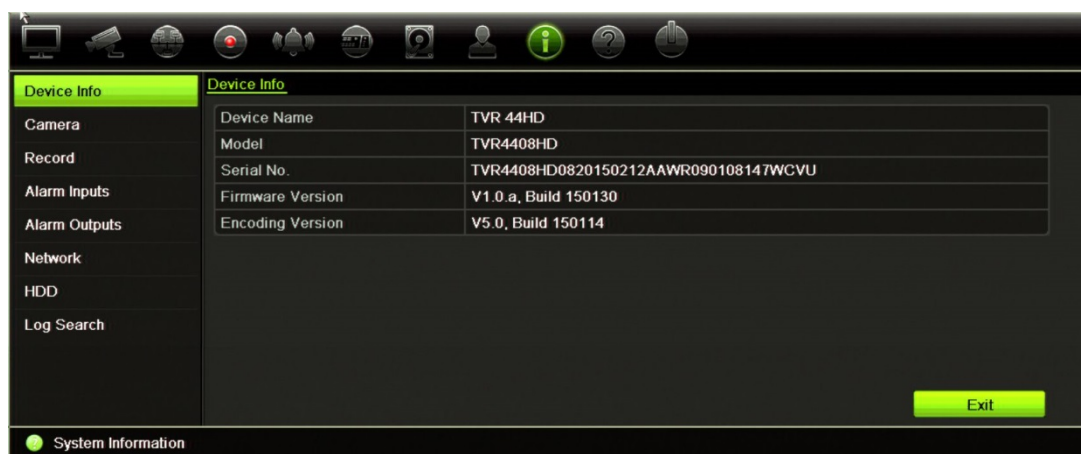 Device Info
Camera
Record
Alarm Inputs
Alarm Outputs
Network
HDD
Log Search
Device Info
Device Name TVR 44HD
Model TVR4408HD
Serial No. TVR4408HD0820150212AAWR090108147WCVU
Firmware Version V1.0.a, Build 150130
Encoding Version V5.0, Build 150114
Exit
System Information